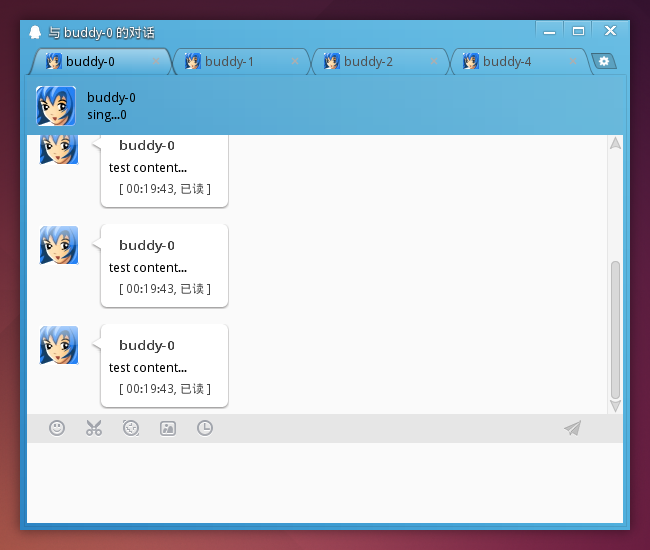 与 buddy-0 的对话
buddy-0
buddy-1
buddy-2
buddy-4
buddy-0
sing...0
buddy-0
test content...
[ 00:19:43, 已读 ]
buddy-0
test content...
[ 00:19:43, 已读 ]
buddy-0
test content...
[ 00:19:43, 已读 ]